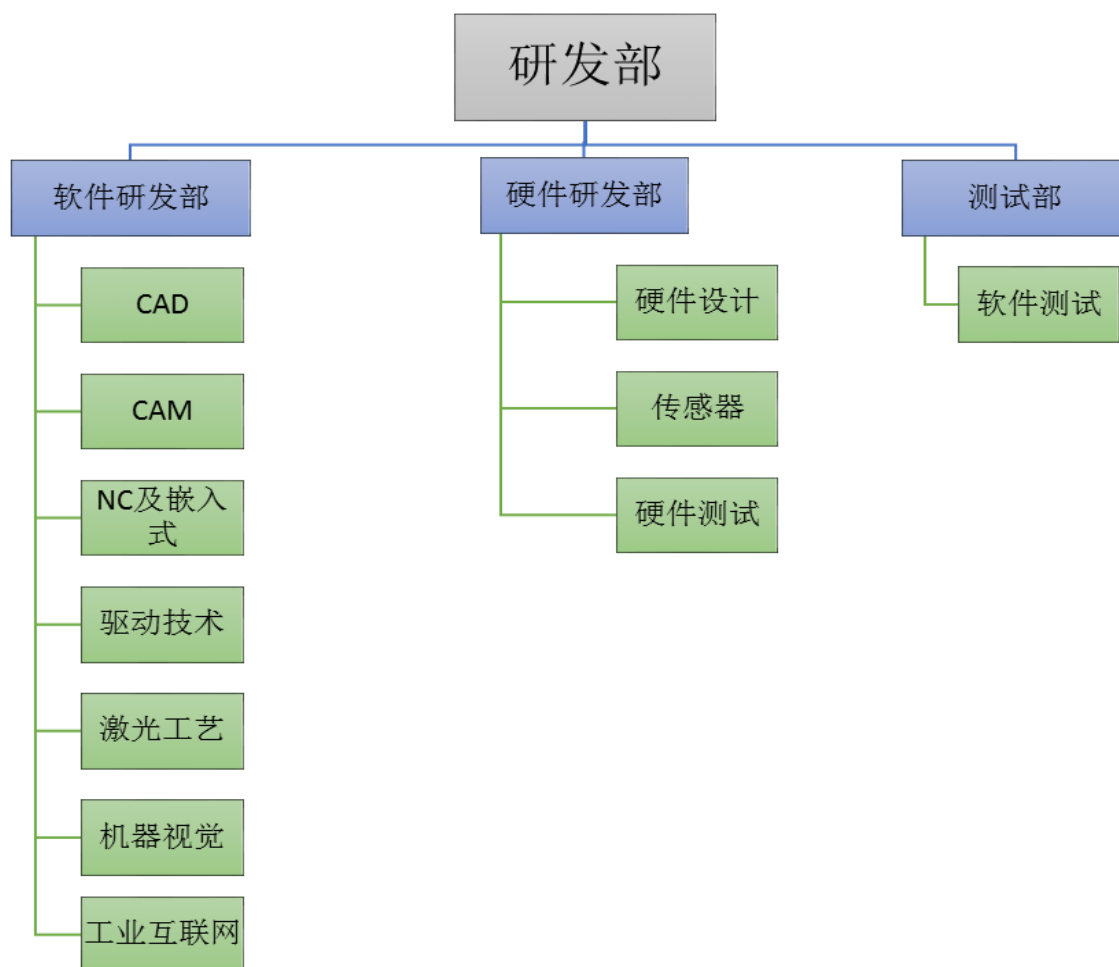 研发部
软件研发部
硬件研发部
测试部
CAD
CAM
NC及嵌入
式
驱动技术
激光工艺
机器视觉
工业互联网
硬件设计
传感器
硬件测试
软件测试